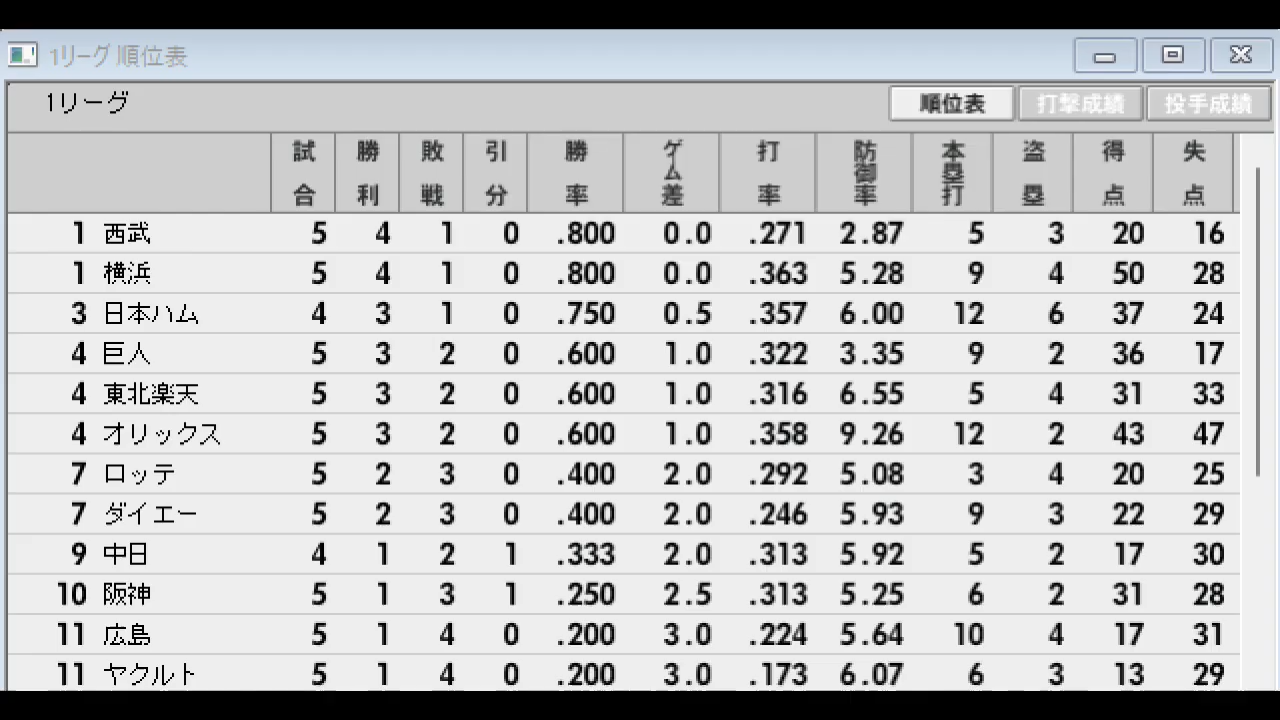 1リーグ 順位表
1リーグ 順位表 打撃成績 投手成績
試合 勝利 敗戦 引分 勝率 ゲーム差 打率 防御率 本塁打 盗塁 得点 失点
1 西武 5 4 1 0 .800 0.0 .271 2.87 5 3 20 16
1 横浜 5 4 1 0 .800 0.0 .363 5.28 9 4 50 28
3 日本ハム 4 3 1 0 .750 0.5 .357 6.00 12 6 37 24
4 巨人 5 3 2 0 .600 1.0 .322 3.35 9 2 36 17
4 東北楽天 5 3 2 0 .600 1.0 .316 6.55 5 4 31 33
4 オリックス 5 3 2 0 .600 1.0 .358 9.26 12 2 43 47
7 ロッテ 5 2 3 0 .400 2.0 .292 5.08 3 4 20 25
7 ダイエー 5 2 3 0 .400 2.0 .246 5.93 9 3 22 29
9 中日 4 1 2 1 .333 2.0 .313 5.92 5 2 17 30
10 阪神 5 1 3 1 .250 2.5 .313 5.25 6 2 31 28
11 広島 5 1 4 0 .200 3.0 .224 5.64 10 4 17 31
11 ヤクルト 5 1 4 0 .200 3.0 .173 6.07 6 3 13 29